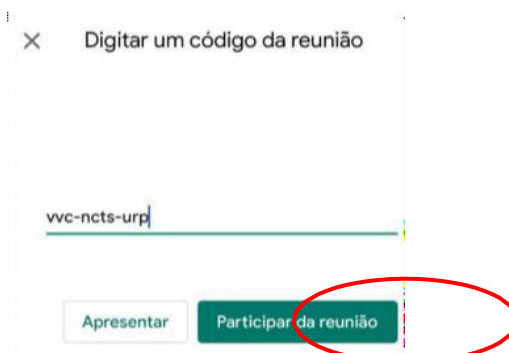 Digitar um código da reunião
vvc-ncts-urp
Apresentar
Participar da reunião